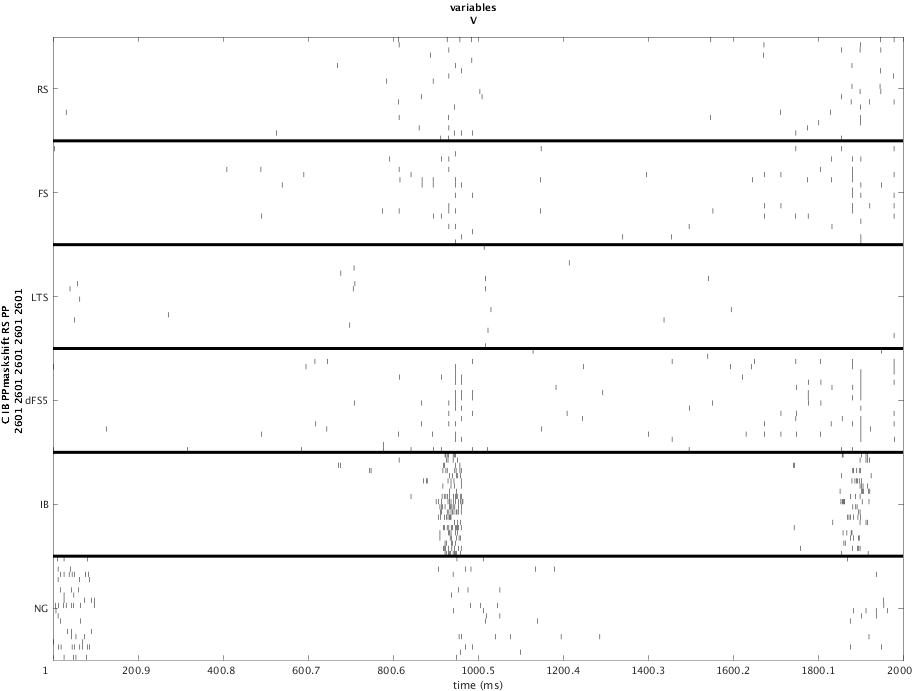 variables
V
RS
FS
LTS
dFS5
IB
NG
C IB PPmaskshift RS PP
2601 2601 2601 2601 2601
1
200.9
400.8
600.7
800.6
1000.5
1200.4
1400.3
1600.2
1800.1
2000
time (ms)